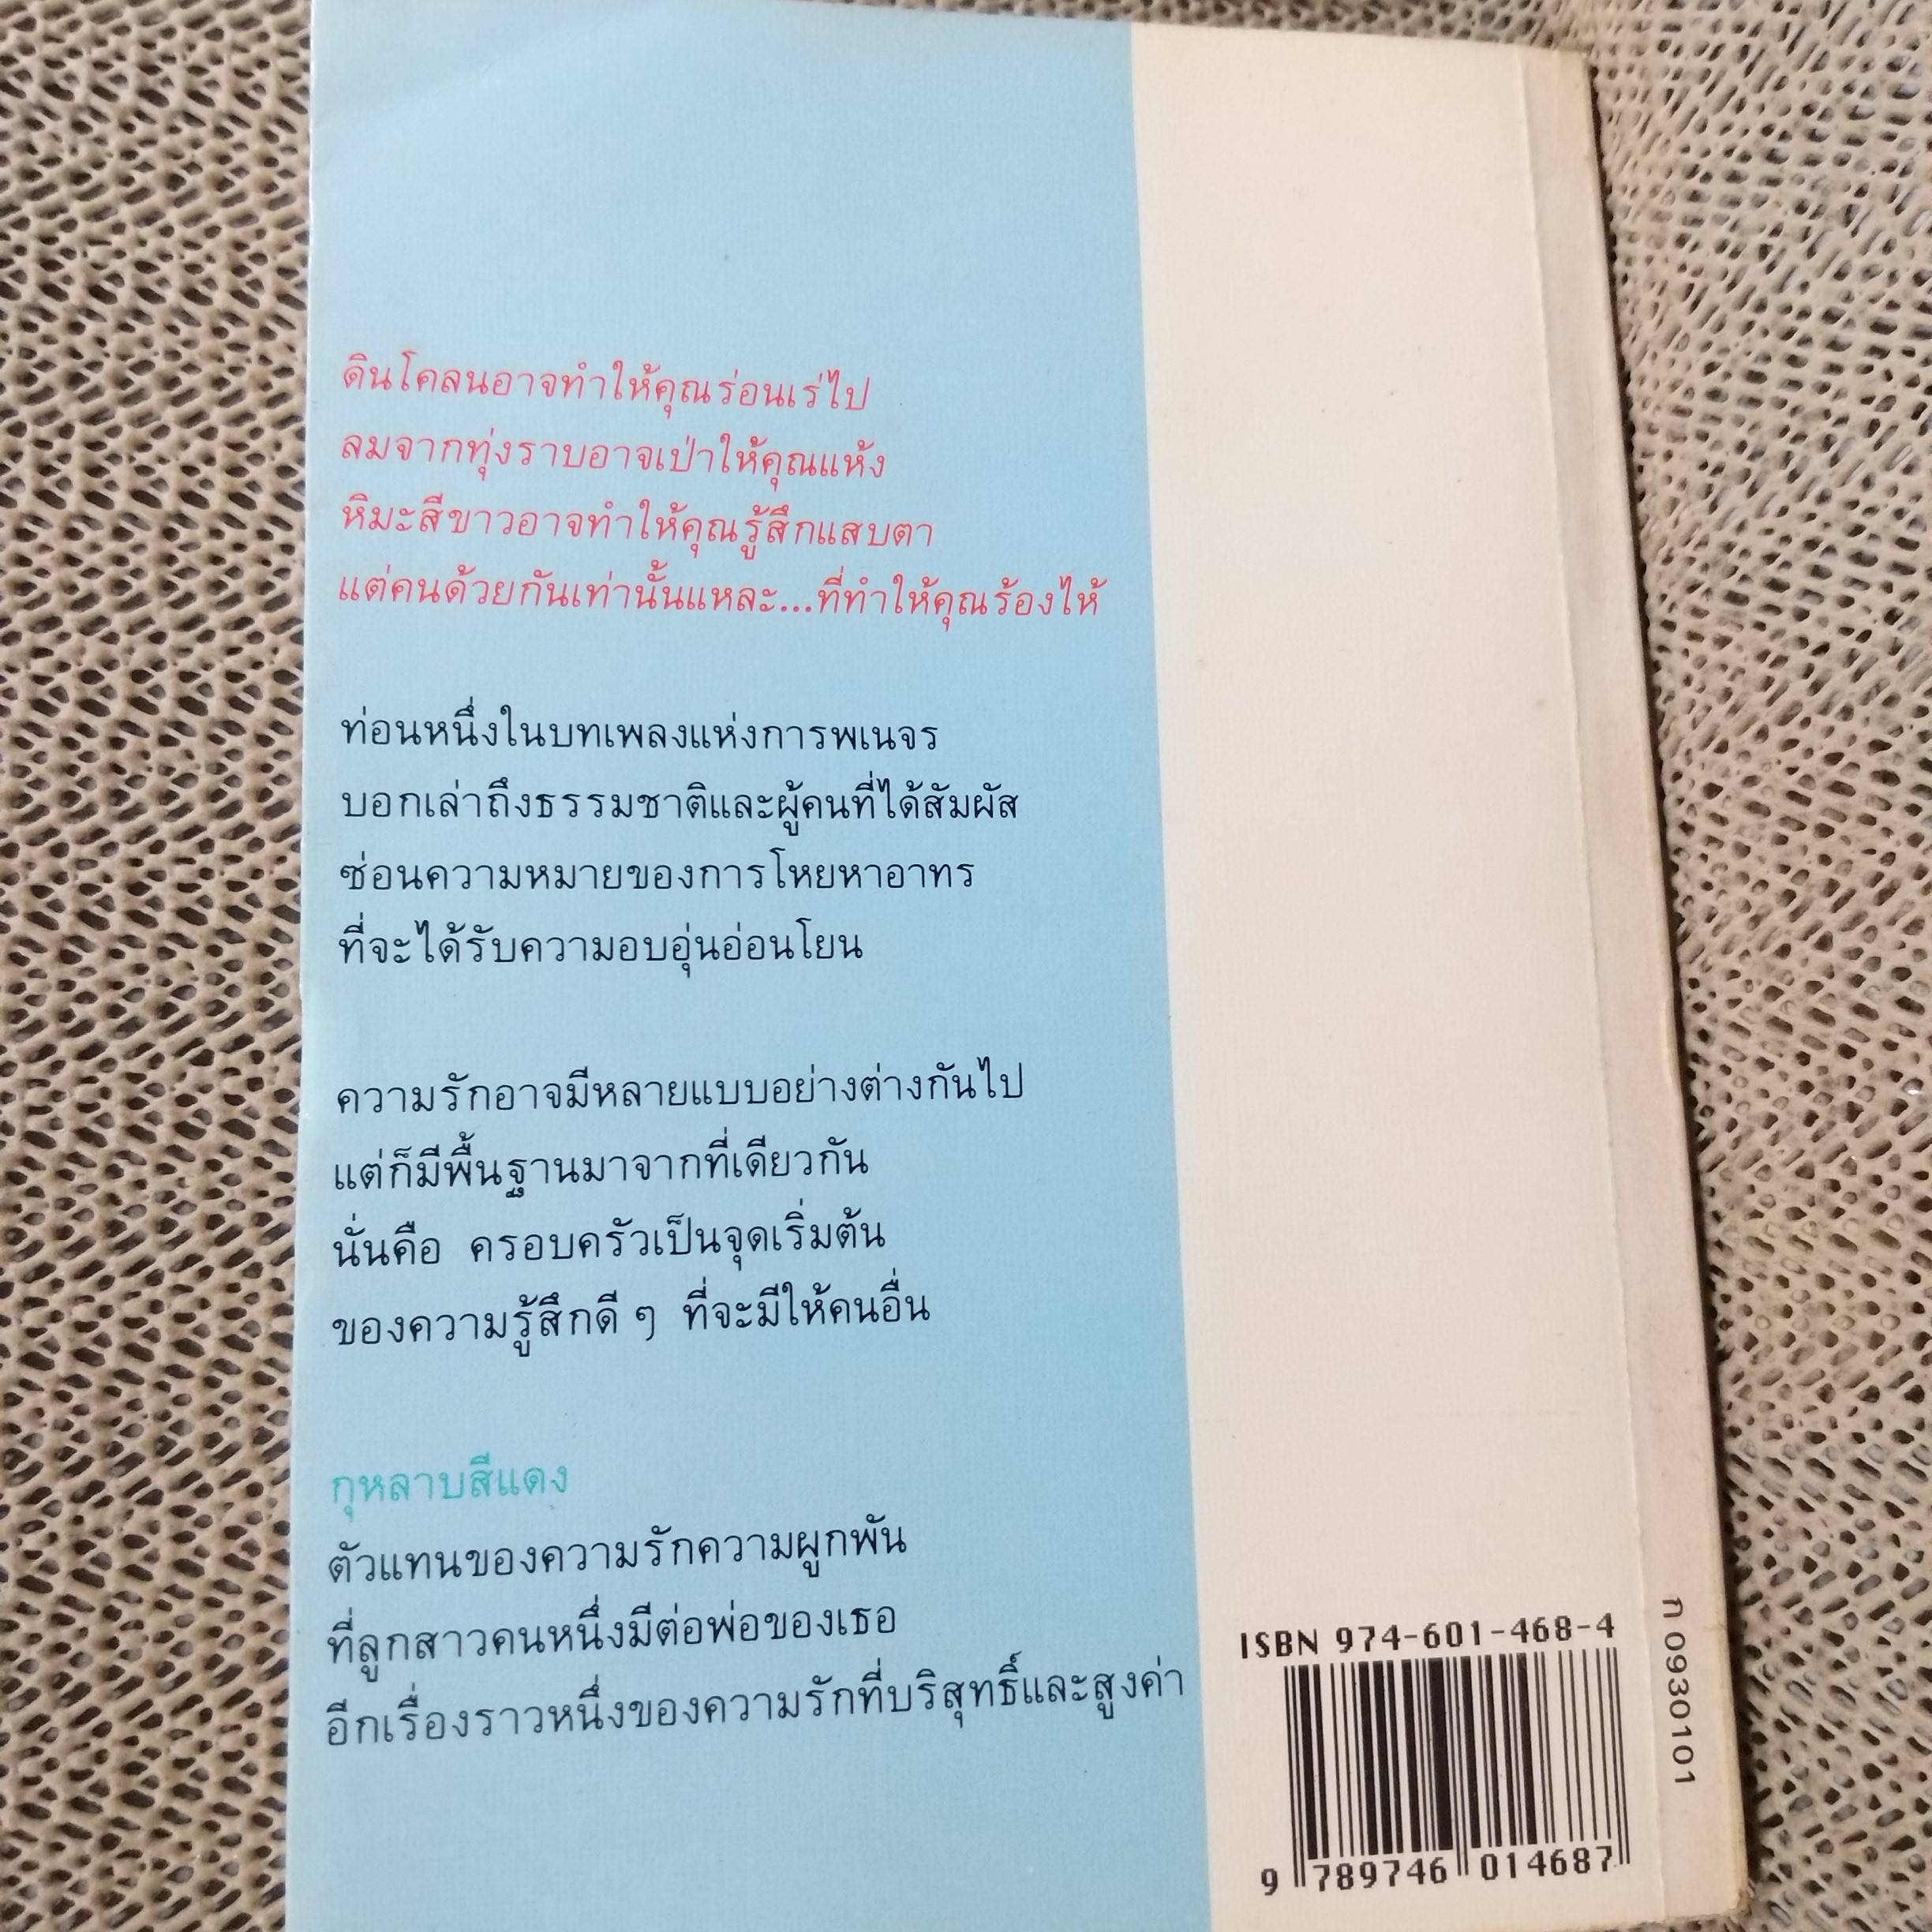 ดินโคลนอาจทำให้คุณร่อนเร่ไป
ลมจากทุ่งราบอาจเป่าให้คุณแห้ง
หิมะสีขาวอาจทำให้คุณรู้สึกแสบตา
แต่คนด้วยกันเท่านั้นแหละ...ที่ทำให้คุณร้องไห้
ท่อนหนึ่งในบทเพลงแห่งการพเนจร
บอกเล่าถึงธรรมชาติและผู้คนที่ได้สัมผัส
ซ่อนความหมายของการโหยหาอาทร
ที่จะได้รับความอบอุ่นอ่อนโยน
ความรักอาจมีหลายแบบอย่างต่างกันไป
แต่ก็มีพื้นฐานมาจากที่เดียวกัน
นั่นคือ ครอบครัวเป็นจุดเริ่มต้น
ของความรู้สึกดี ๆ ที่จะมีให้คนอื่น
กุหลาบสีแดง
ตัวแทนของความรักความผูกพัน
ที่ลูกสาวคนหนึ่งมีต่อพ่อของเธอ
อีกเรื่องราวหนึ่งของความรักที่บริสุทธิ์และสูงค่า
ISBN 974-601-468-4
9 789746 014687
ก 0930101